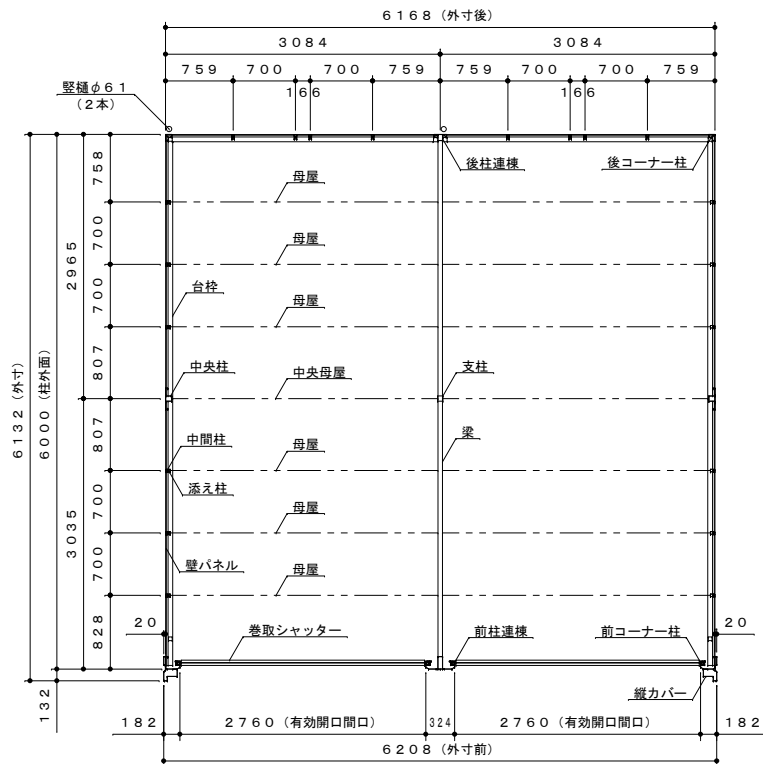 ６１６８（外寸後）
３０８４ ３０８４
７５９ ７００ ７００ ７５９ ７５９ ７００ ７００ ７５９
１６６ １６６
竪樋φ６１
（２本）
後柱連棟 後コーナー柱
７５８
母屋
７００
母屋
２９６５
７００
台枠 母屋
８０７
中央柱 中央母屋 支柱
６１３２（外寸）
６０００（柱外面）
８０７
梁
中間柱 母屋
添え柱
７００
母屋
３０３５
７００
壁パネル 母屋
８２８
２０ ２０
巻取シャッター 前柱連棟 前コーナー柱
縦カバー
１３２
１８２ ２７６０（有効開口間口） ３２４ ２７６０（有効開口間口） １８２
６２０８（外寸前）